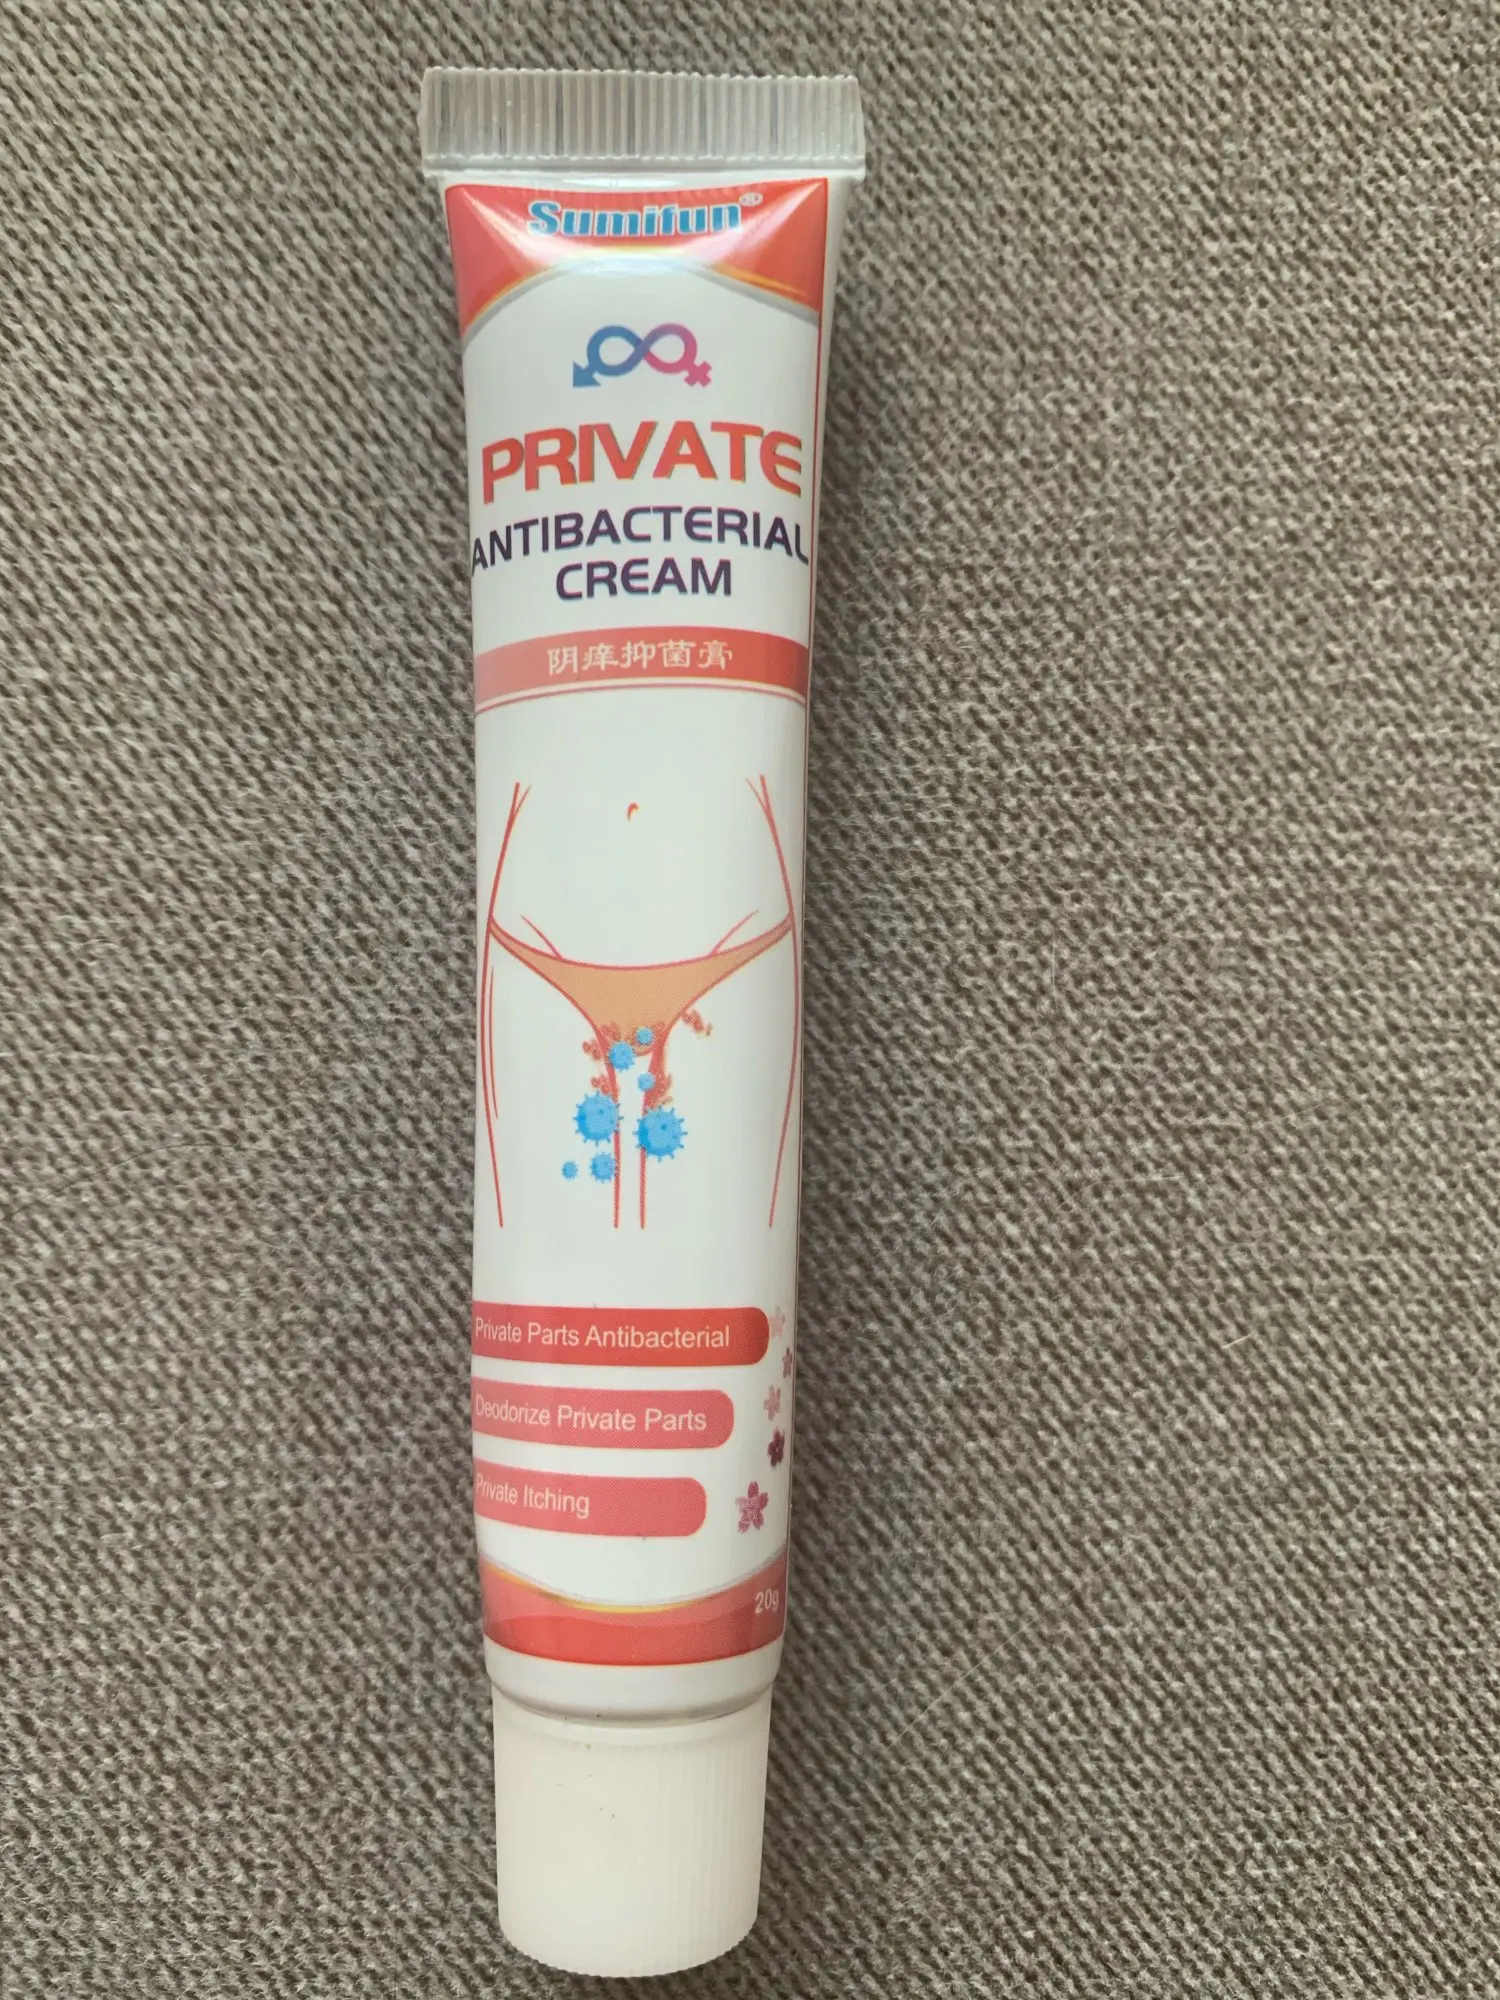 Sumifun®
PRIVATE
ANTIBACTERIAL
CREAM
阴痒抑菌膏
Private Parts Antibacterial
Deodorize Private Parts
Private Itching
20g